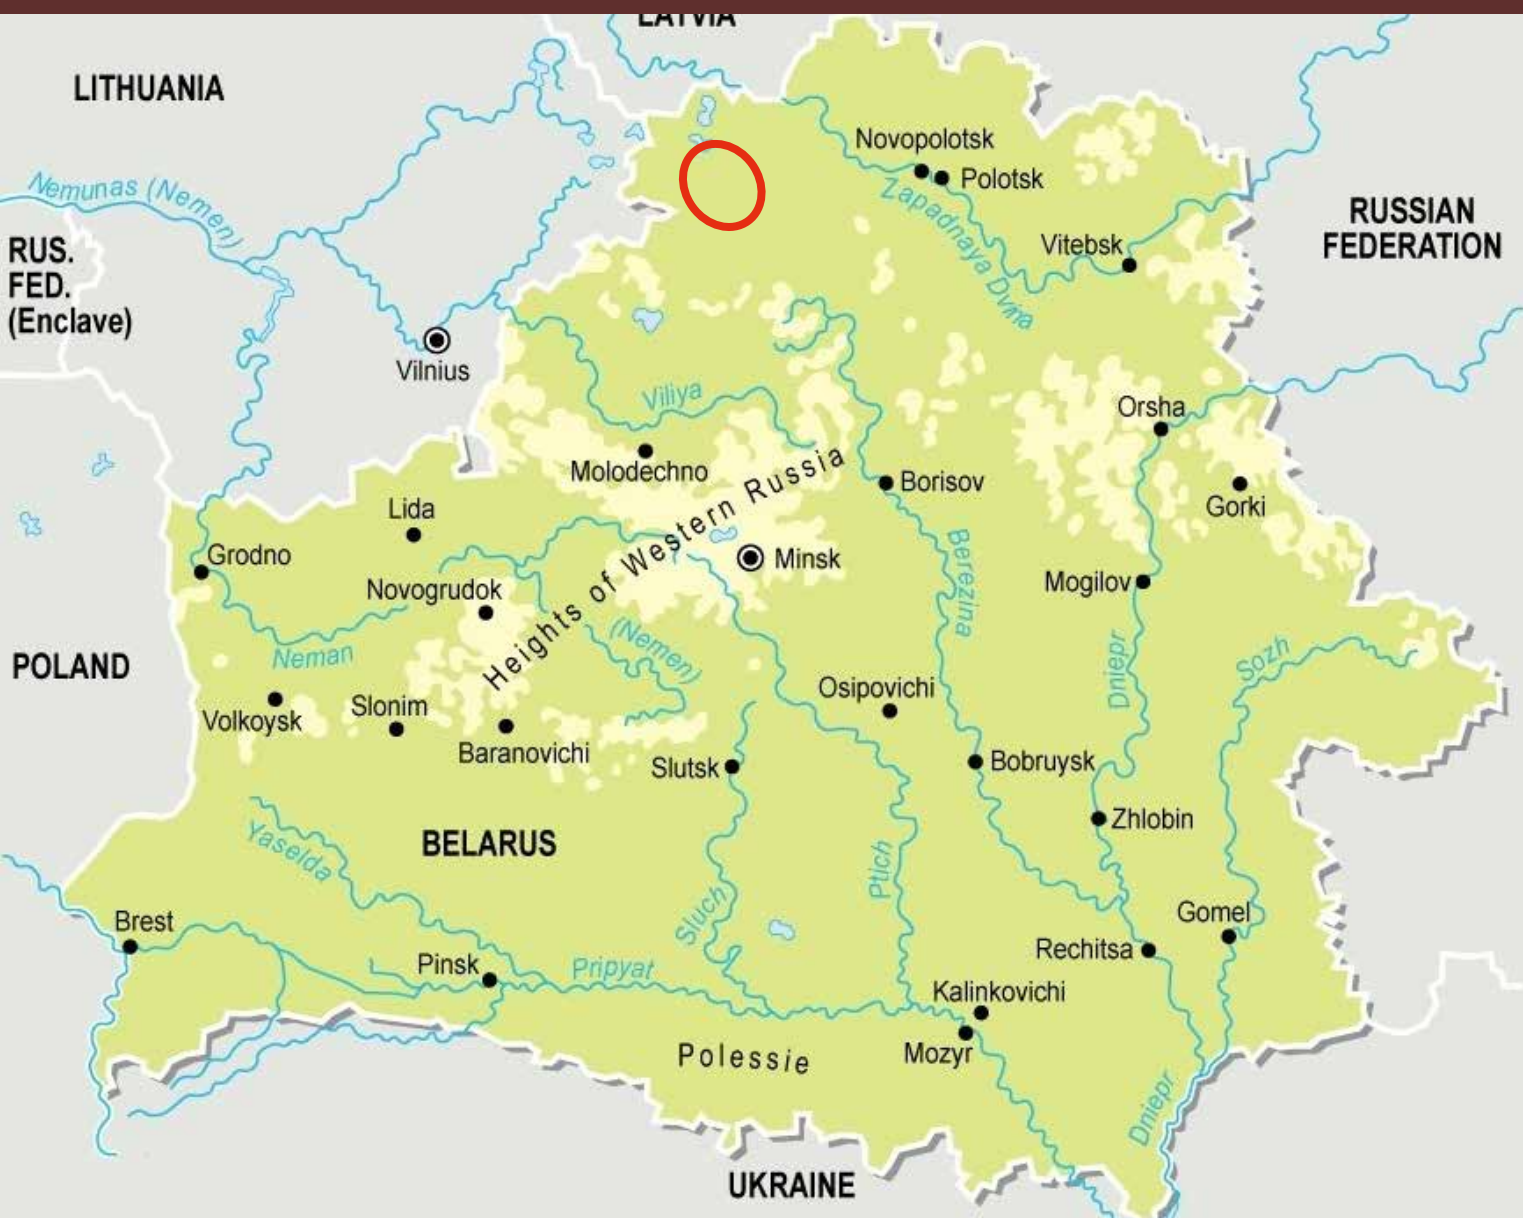 LATVIA
LITHUANIA
Novopolotsk
Polotsk
Nemunas (Nemen)
Zapadnaya Dvina
RUSSIAN
FEDERATION
RUS.
FED.
(Enclave)
Vitebsk
Vilnius
Viliya
Orsha
Molodechno
Borisov
Heights of Western Russia
Gorki
Lida
Grodno
Minsk
Berezina
Mogilov
Novogrudok
(Nemen)
Neman
POLAND
Dniepr
Sozh
Osipovichi
Volkoysk
Slonim
Baranovichi
Slutsk
Bobruysk
Zhlobin
BELARUS
Yaselda
Ptich
Sluch
Brest
Gomel
Rechitsa
Pinsk
Pripyat
Kalinkovichi
Mozyr
Polessie
Dniepr
UKRAINE